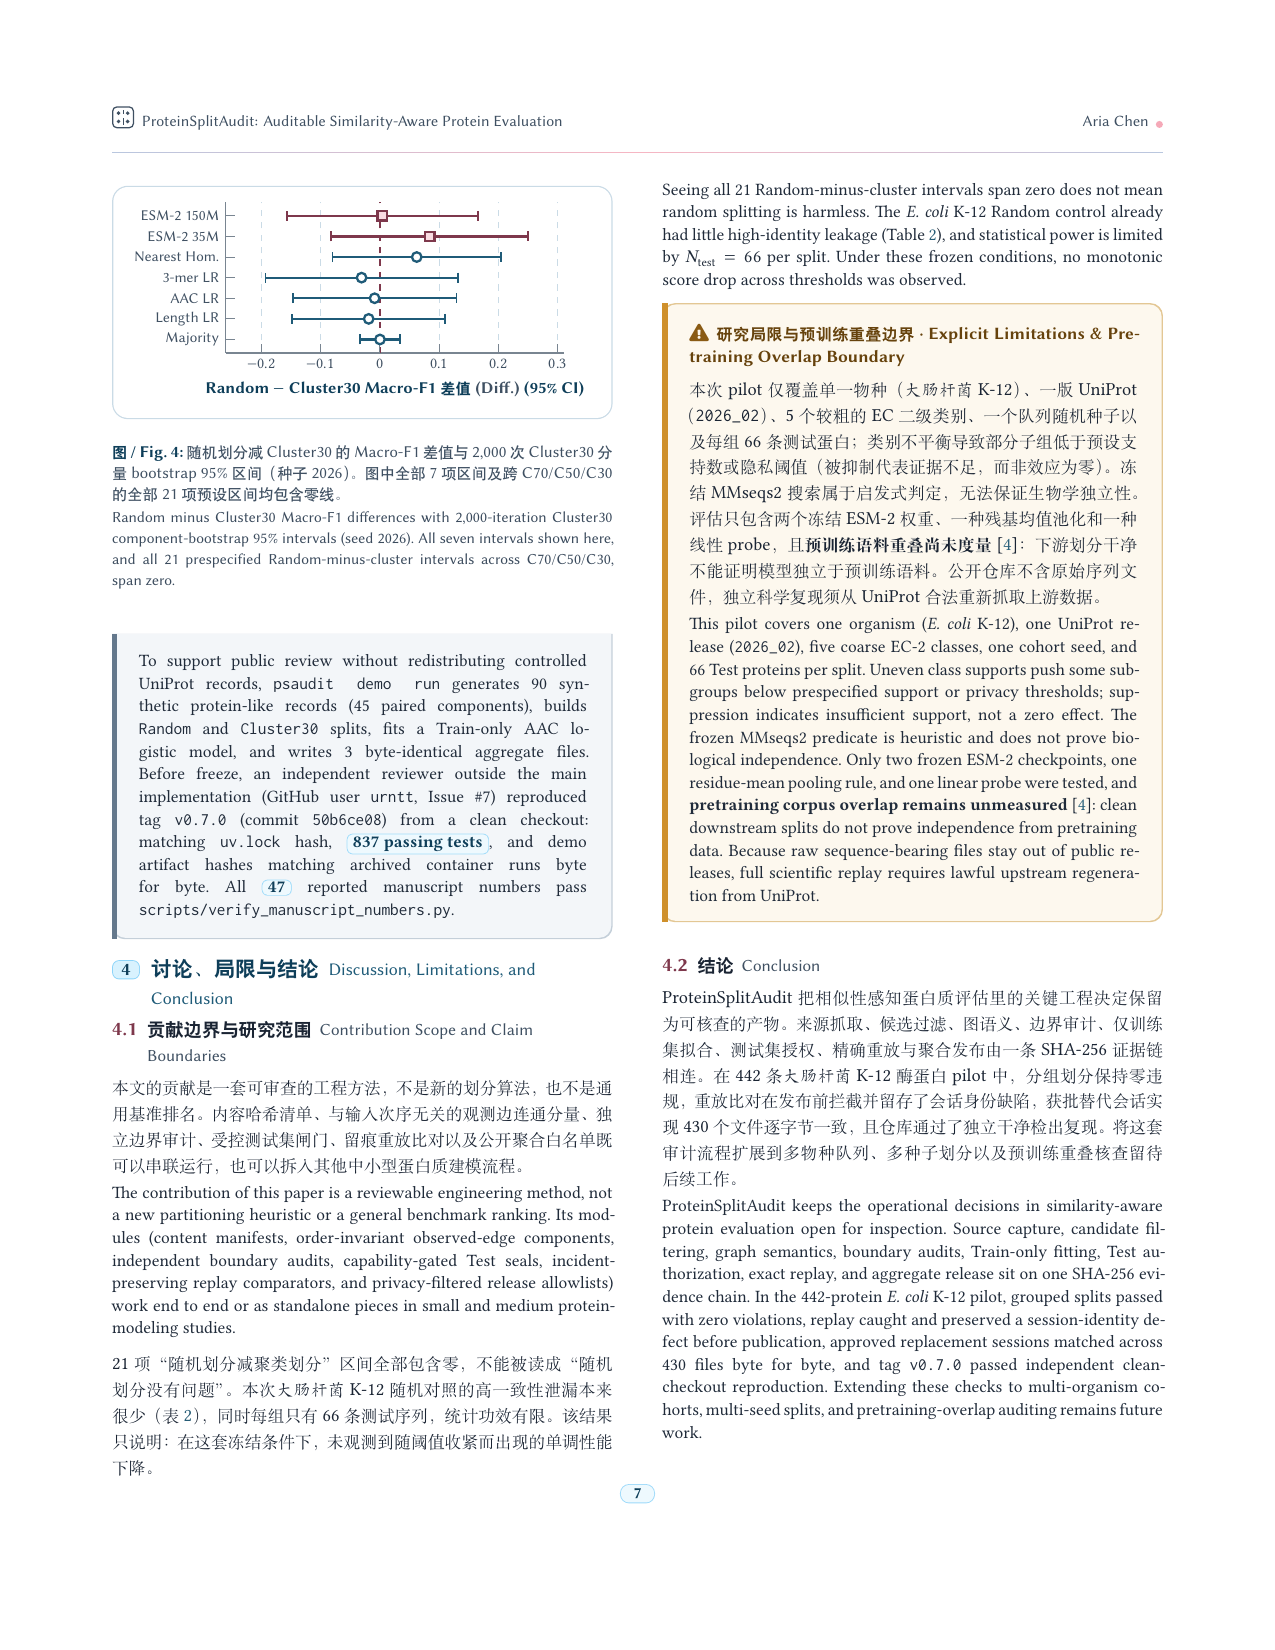 ProteinSplitAudit: Auditable Similarity-Aware Protein Evaluation
Aria Chen
ESM-2 150M
ESM-2 35M
Nearest Hom.
3-mer LR
AAC LR
Length LR
Majority
−0.2
−0.1
0
0.1
0.2
0.3
Random − Cluster30 Macro-F1 差值 (Diff.) (95% CI)
图 / Fig. 4: 随机划分减 Cluster30 的 Macro-F1 差值与 2,000 次 Cluster30 分
量 bootstrap 95% 区间（种子 2026）。图中全部 7 项区间及跨 C70/C50/C30
的全部 21 项预设区间均包含零线。
Random minus Cluster30 Macro-F1 differences with 2,000-iteration Cluster30
component-bootstrap 95% intervals (seed 2026). All seven intervals shown here,
and all 21 prespecified Random-minus-cluster intervals across C70/C50/C30,
span zero.
To support public review without redistributing controlled
UniProt records, psaudit demo run generates 90 syn-
thetic protein-like records (45 paired components), builds
Random and Cluster30 splits, fits a Train-only AAC lo-
gistic model, and writes 3 byte-identical aggregate files.
Before freeze, an independent reviewer outside the main
implementation (GitHub user urntt, Issue #7) reproduced
tag v0.7.0 (commit 50b6ce08) from a clean checkout:
matching uv.lock hash, 837 passing tests, and demo
artifact hashes matching archived container runs byte
for byte. All 47 reported manuscript numbers pass
scripts/verify_manuscript_numbers.py.
4 讨论、局限与结论 Discussion, Limitations, and
Conclusion
4.1 贡献边界与研究范围 Contribution Scope and Claim
Boundaries
本文的贡献是一套可审查的工程方法，不是新的划分算法，也不是通
用基准排名。内容哈希清单、与输入次序无关的观测边连通分量、独
立边界审计、受控测试集闸门、留痕重放比对以及公开聚合白名单既
可以串联运行，也可以拆入其他中小型蛋白质建模流程。
The contribution of this paper is a reviewable engineering method, not
a new partitioning heuristic or a general benchmark ranking. Its mod-
ules (content manifests, order-invariant observed-edge components,
independent boundary audits, capability-gated Test seals, incident-
preserving replay comparators, and privacy-filtered release allowlists)
work end to end or as standalone pieces in small and medium protein-
modeling studies.
21 项“随机划分减聚类划分”区间全部包含零，不能被读成“随机
划分没有问题”。本次大肠杆菌 K-12 随机对照的高一致性泄漏本来
很少（表 2），同时每组只有 66 条测试序列，统计功效有限。该结果
只说明：在这套冻结条件下，未观测到随阈值收紧而出现的单调性能
下降。
Seeing all 21 Random-minus-cluster intervals span zero does not mean
random splitting is harmless. The E. coli K-12 Random control already
had little high-identity leakage (Table 2), and statistical power is limited
by Ntest = 66 per split. Under these frozen conditions, no monotonic
score drop across thresholds was observed.
研究局限与预训练重叠边界 · Explicit Limitations & Pre-
training Overlap Boundary
本次 pilot 仅覆盖单一物种（大肠杆菌 K-12）、一版 UniProt
（2026_02）、5 个较粗的 EC 二级类别、一个队列随机种子以
及每组 66 条测试蛋白；类别不平衡导致部分子组低于预设支
持数或隐私阈值（被抑制代表证据不足，而非效应为零）。冻
结 MMseqs2 搜索属于启发式判定，无法保证生物学独立性。
评估只包含两个冻结 ESM-2 权重、一种残基均值池化和一种
线性 probe，且预训练语料重叠尚未度量 [4]：下游划分干净
不能证明模型独立于预训练语料。公开仓库不含原始序列文
件，独立科学复现须从 UniProt 合法重新抓取上游数据。
This pilot covers one organism (E. coli K-12), one UniProt re-
lease (2026_02), five coarse EC-2 classes, one cohort seed, and
66 Test proteins per split. Uneven class supports push some sub-
groups below prespecified support or privacy thresholds; sup-
pression indicates insufficient support, not a zero effect. The
frozen MMseqs2 predicate is heuristic and does not prove bio-
logical independence. Only two frozen ESM-2 checkpoints, one
residue-mean pooling rule, and one linear probe were tested, and
pretraining corpus overlap remains unmeasured [4]: clean
downstream splits do not prove independence from pretraining
data. Because raw sequence-bearing files stay out of public re-
leases, full scientific replay requires lawful upstream regenera-
tion from UniProt.
4.2 结论 Conclusion
ProteinSplitAudit 把相似性感知蛋白质评估里的关键工程决定保留
为可核查的产物。来源抓取、候选过滤、图语义、边界审计、仅训练
集拟合、测试集授权、精确重放与聚合发布由一条 SHA-256 证据链
相连。在 442 条大肠杆菌 K-12 酶蛋白 pilot 中，分组划分保持零违
规，重放比对在发布前拦截并留存了会话身份缺陷，获批替代会话实
现 430 个文件逐字节一致，且仓库通过了独立干净检出复现。将这套
审计流程扩展到多物种队列、多种子划分以及预训练重叠核查留待
后续工作。
ProteinSplitAudit keeps the operational decisions in similarity-aware
protein evaluation open for inspection. Source capture, candidate fil-
tering, graph semantics, boundary audits, Train-only fitting, Test au-
thorization, exact replay, and aggregate release sit on one SHA-256 evi-
dence chain. In the 442-protein E. coli K-12 pilot, grouped splits passed
with zero violations, replay caught and preserved a session-identity de-
fect before publication, approved replacement sessions matched across
430 files byte for byte, and tag v0.7.0 passed independent clean-
checkout reproduction. Extending these checks to multi-organism co-
horts, multi-seed splits, and pretraining-overlap auditing remains future
work.
7